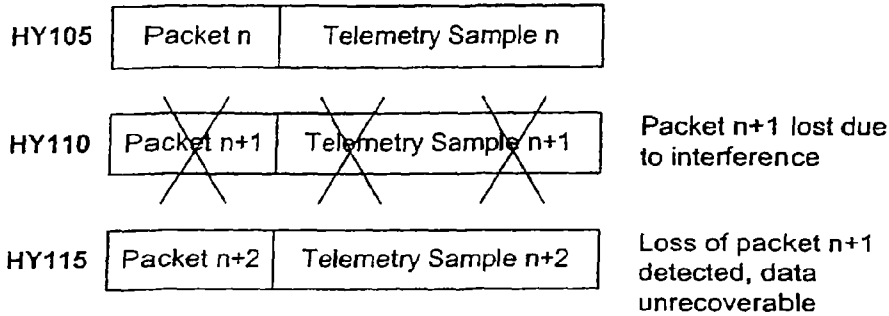 HY105 Packet n Telemetry Sample n
HY110 Packet n+1 Telemetry Sample n+1 Packet n+1 lost due
to interference
HY115 Packet n+2 Telemetry Sample n+2 Loss of packet n+1
detected, data
unrecoverable